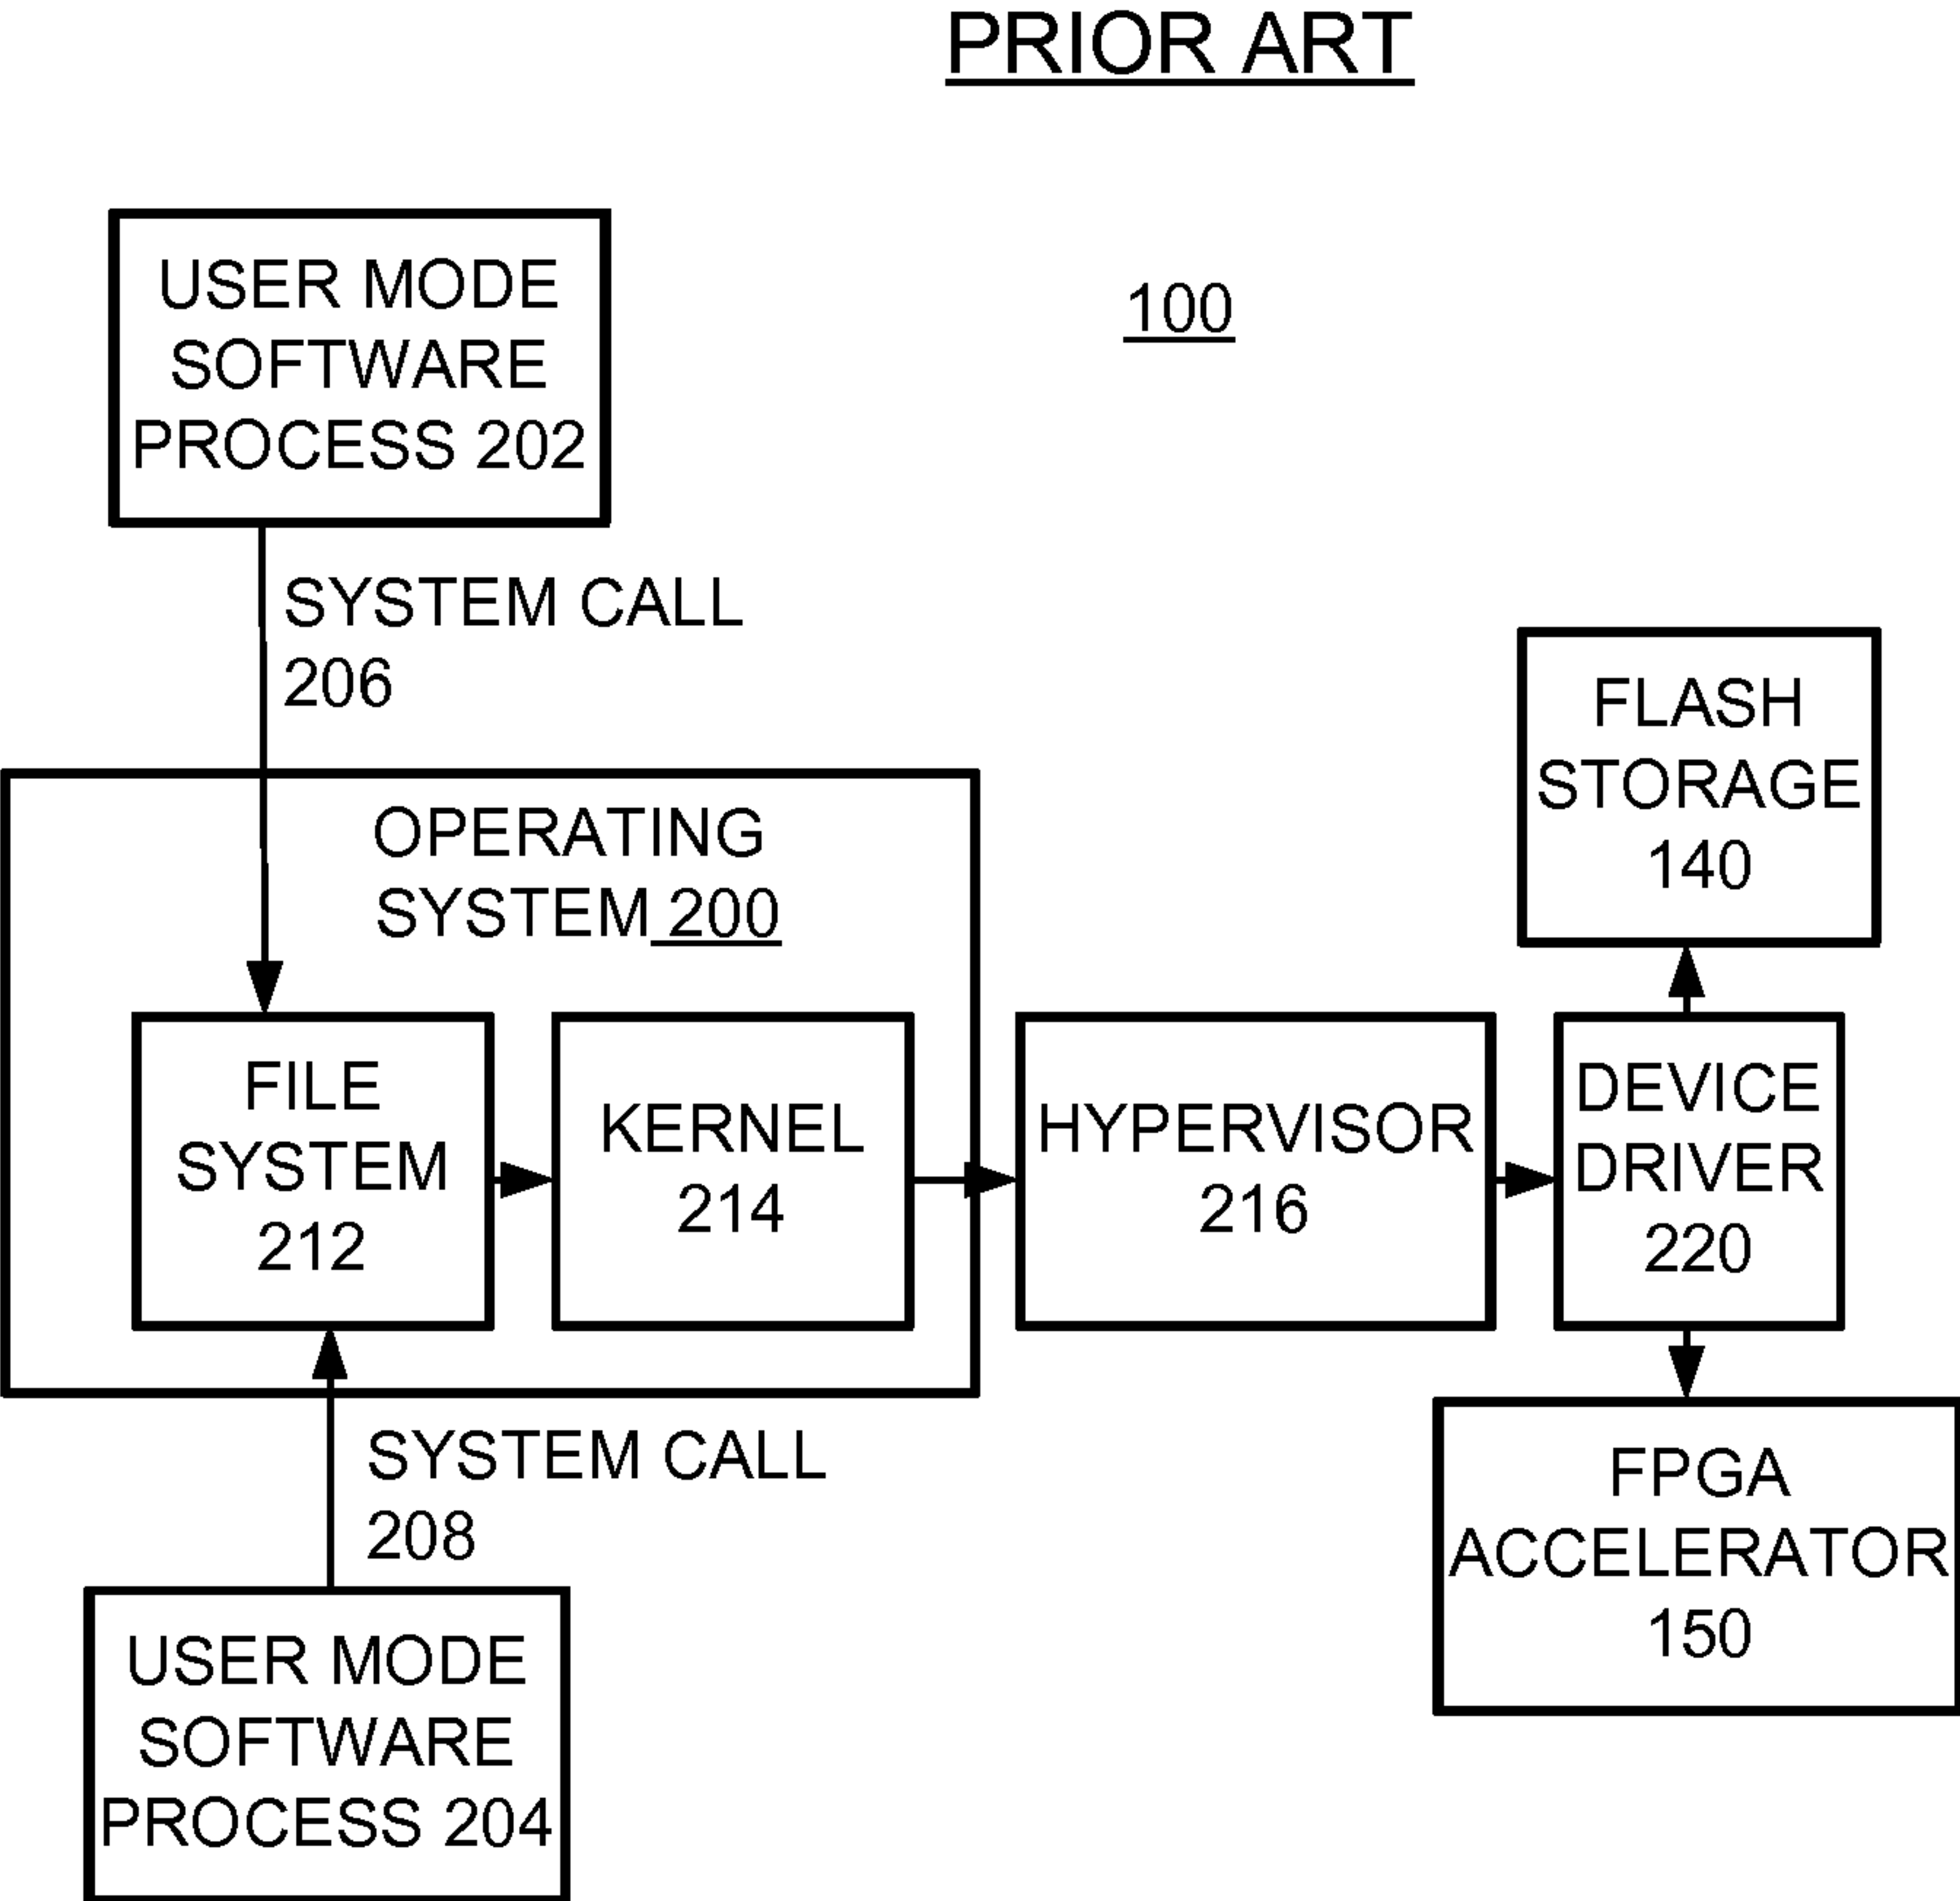 PRIOR ART
100
USER MODE
SOFTWARE
PROCESS 202
SYSTEM CALL
206
OPERATING
SYSTEM 200
FILE
SYSTEM
212
KERNEL
214
HYPERVISOR
216
DEVICE
DRIVER
220
FLASH
STORAGE
140
FPGA
ACCELERATOR
150
SYSTEM CALL
208
USER MODE
SOFTWARE
PROCESS 204